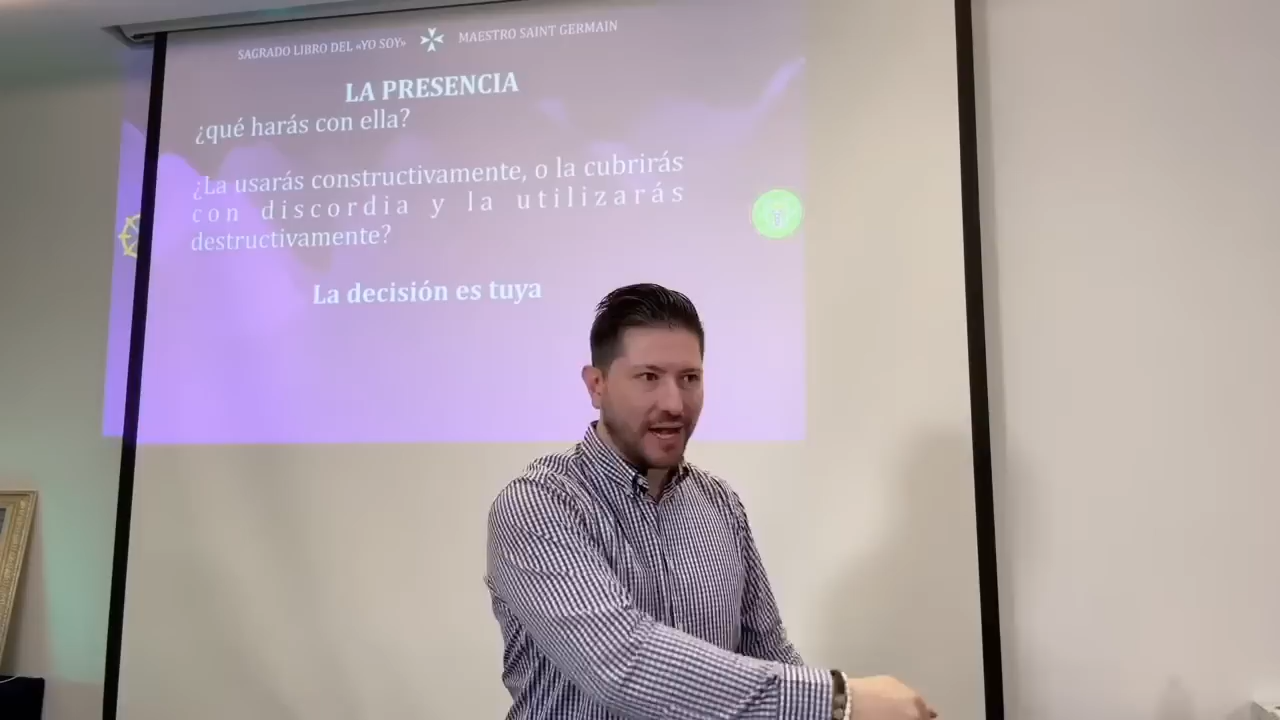 SAGRADO LIBRO DEL «YO SOY» MAESTRO SAINT GERMAIN
LA PRESENCIA
¿qué harás con ella?
¿La usarás constructivamente, o la cubrirás
con discordia y la utilizarás
destructivamente?
La decisión es tuya